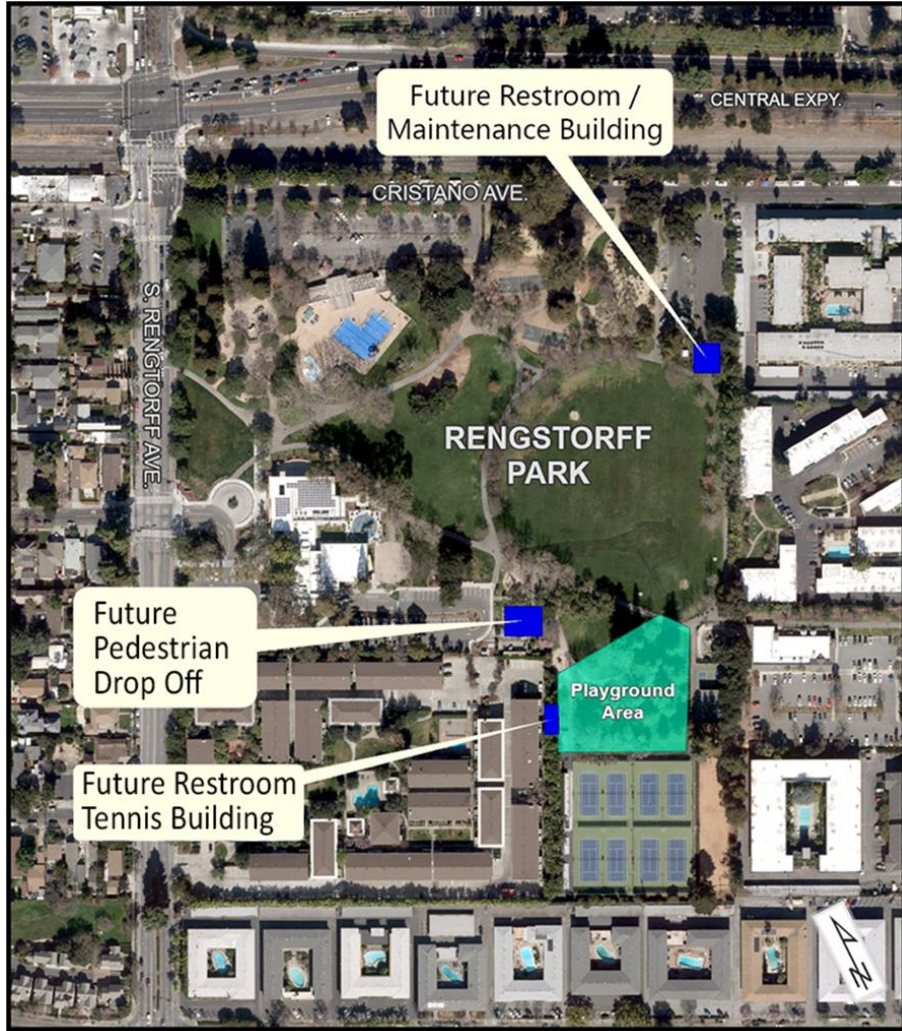 Future Restroom /
Maintenance Building
CENTRAL EXPY.
CRISTANO AVE.
S. RENGTORFF AVE.
RENGSTORFF
PARK
Future
Pedestrian
Drop Off
Playground
Area
Future Restroom
Tennis Building
N